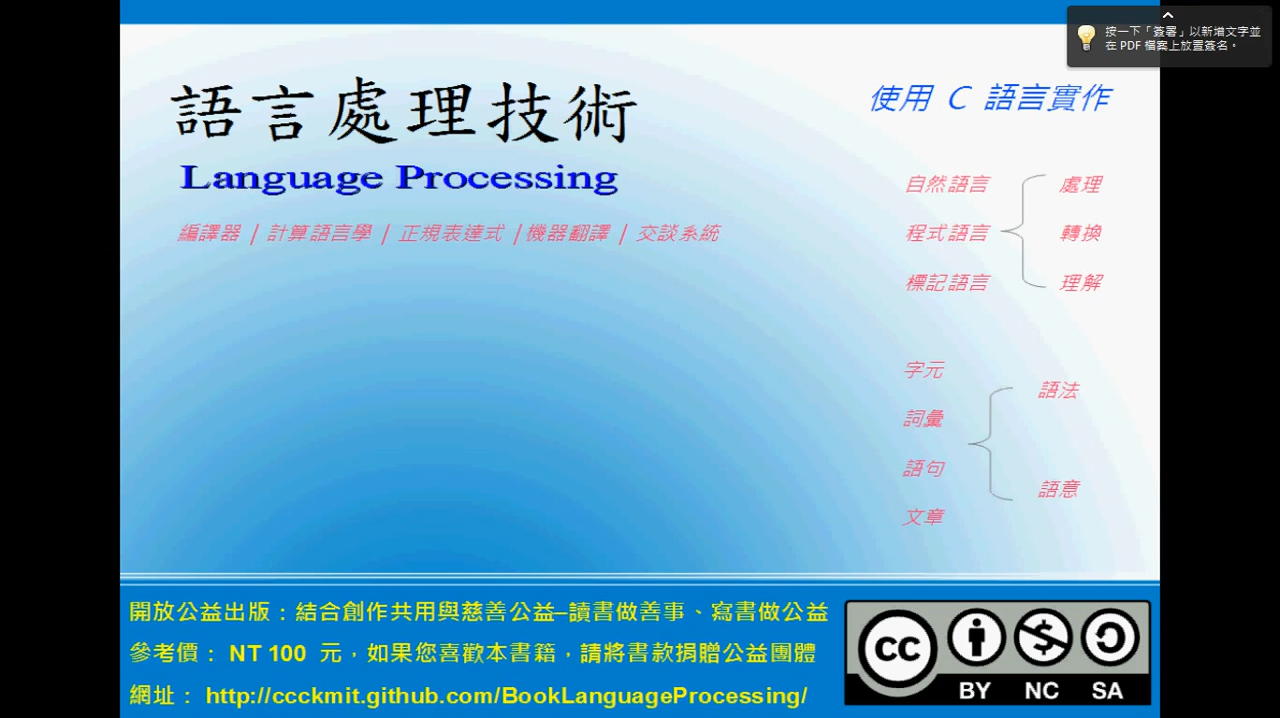 按一下「簽署」以新增文字並
在 PDF 檔案上放置簽名。
語言處理技術
使用 C 語言實作
Language Processing
編譯器 / 計算語言學 / 正規表達式 / 機器翻譯 / 交談系統
自然語言
程式語言
標記語言
處理
轉換
理解
字元
詞彙
語句
文章
語法
語意
開放公益出版：結合創作共用與慈善公益—讀書做善事、寫書做公益
參考價： NT 100 元，如果您喜歡本書籍，請將書款捐贈公益團體
網址： http://ccckmit.github.com/BookLanguageProcessing/
CC
BY NC SA